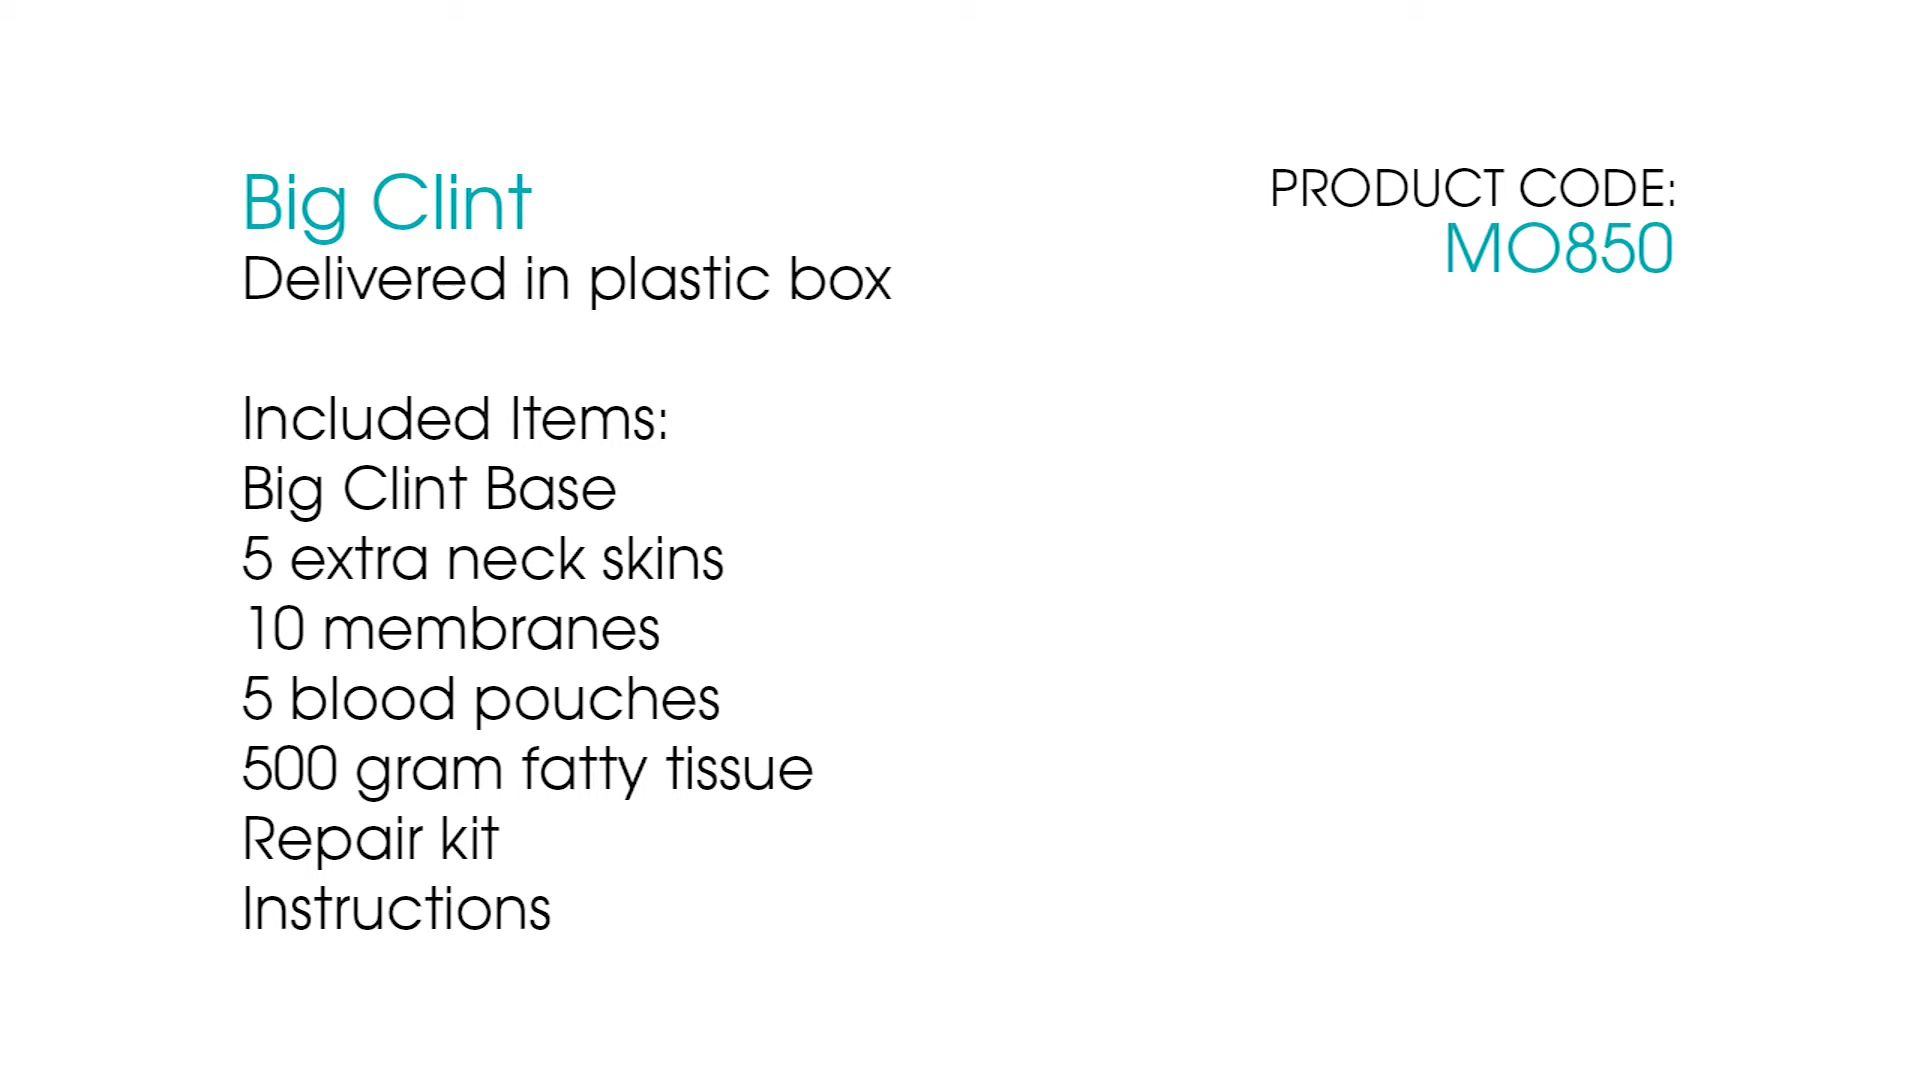 Big Clint
Delivered in plastic box
PRODUCT CODE:
MO850
Included Items:
Big Clint Base
5 extra neck skins
10 membranes
5 blood pouches
500 gram fatty tissue
Repair kit
Instructions